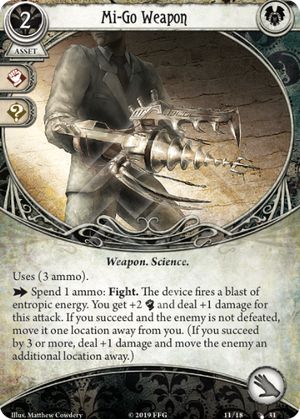 Mi-Go Weapon
2
ASSET
Weapon. Science.
Uses (3 ammo).
Spend 1 ammo: Fight. The device fires a blast of
entropic energy. You get +2 and deal +1 damage for
this attack. If you succeed and the enemy is not defeated,
move it one location away from you. (If you succeed
by 3 or more, deal +1 damage and move the enemy an
additional location away.)
Illus. Matthew Cowdery
© 2019 FFG
11/18
41